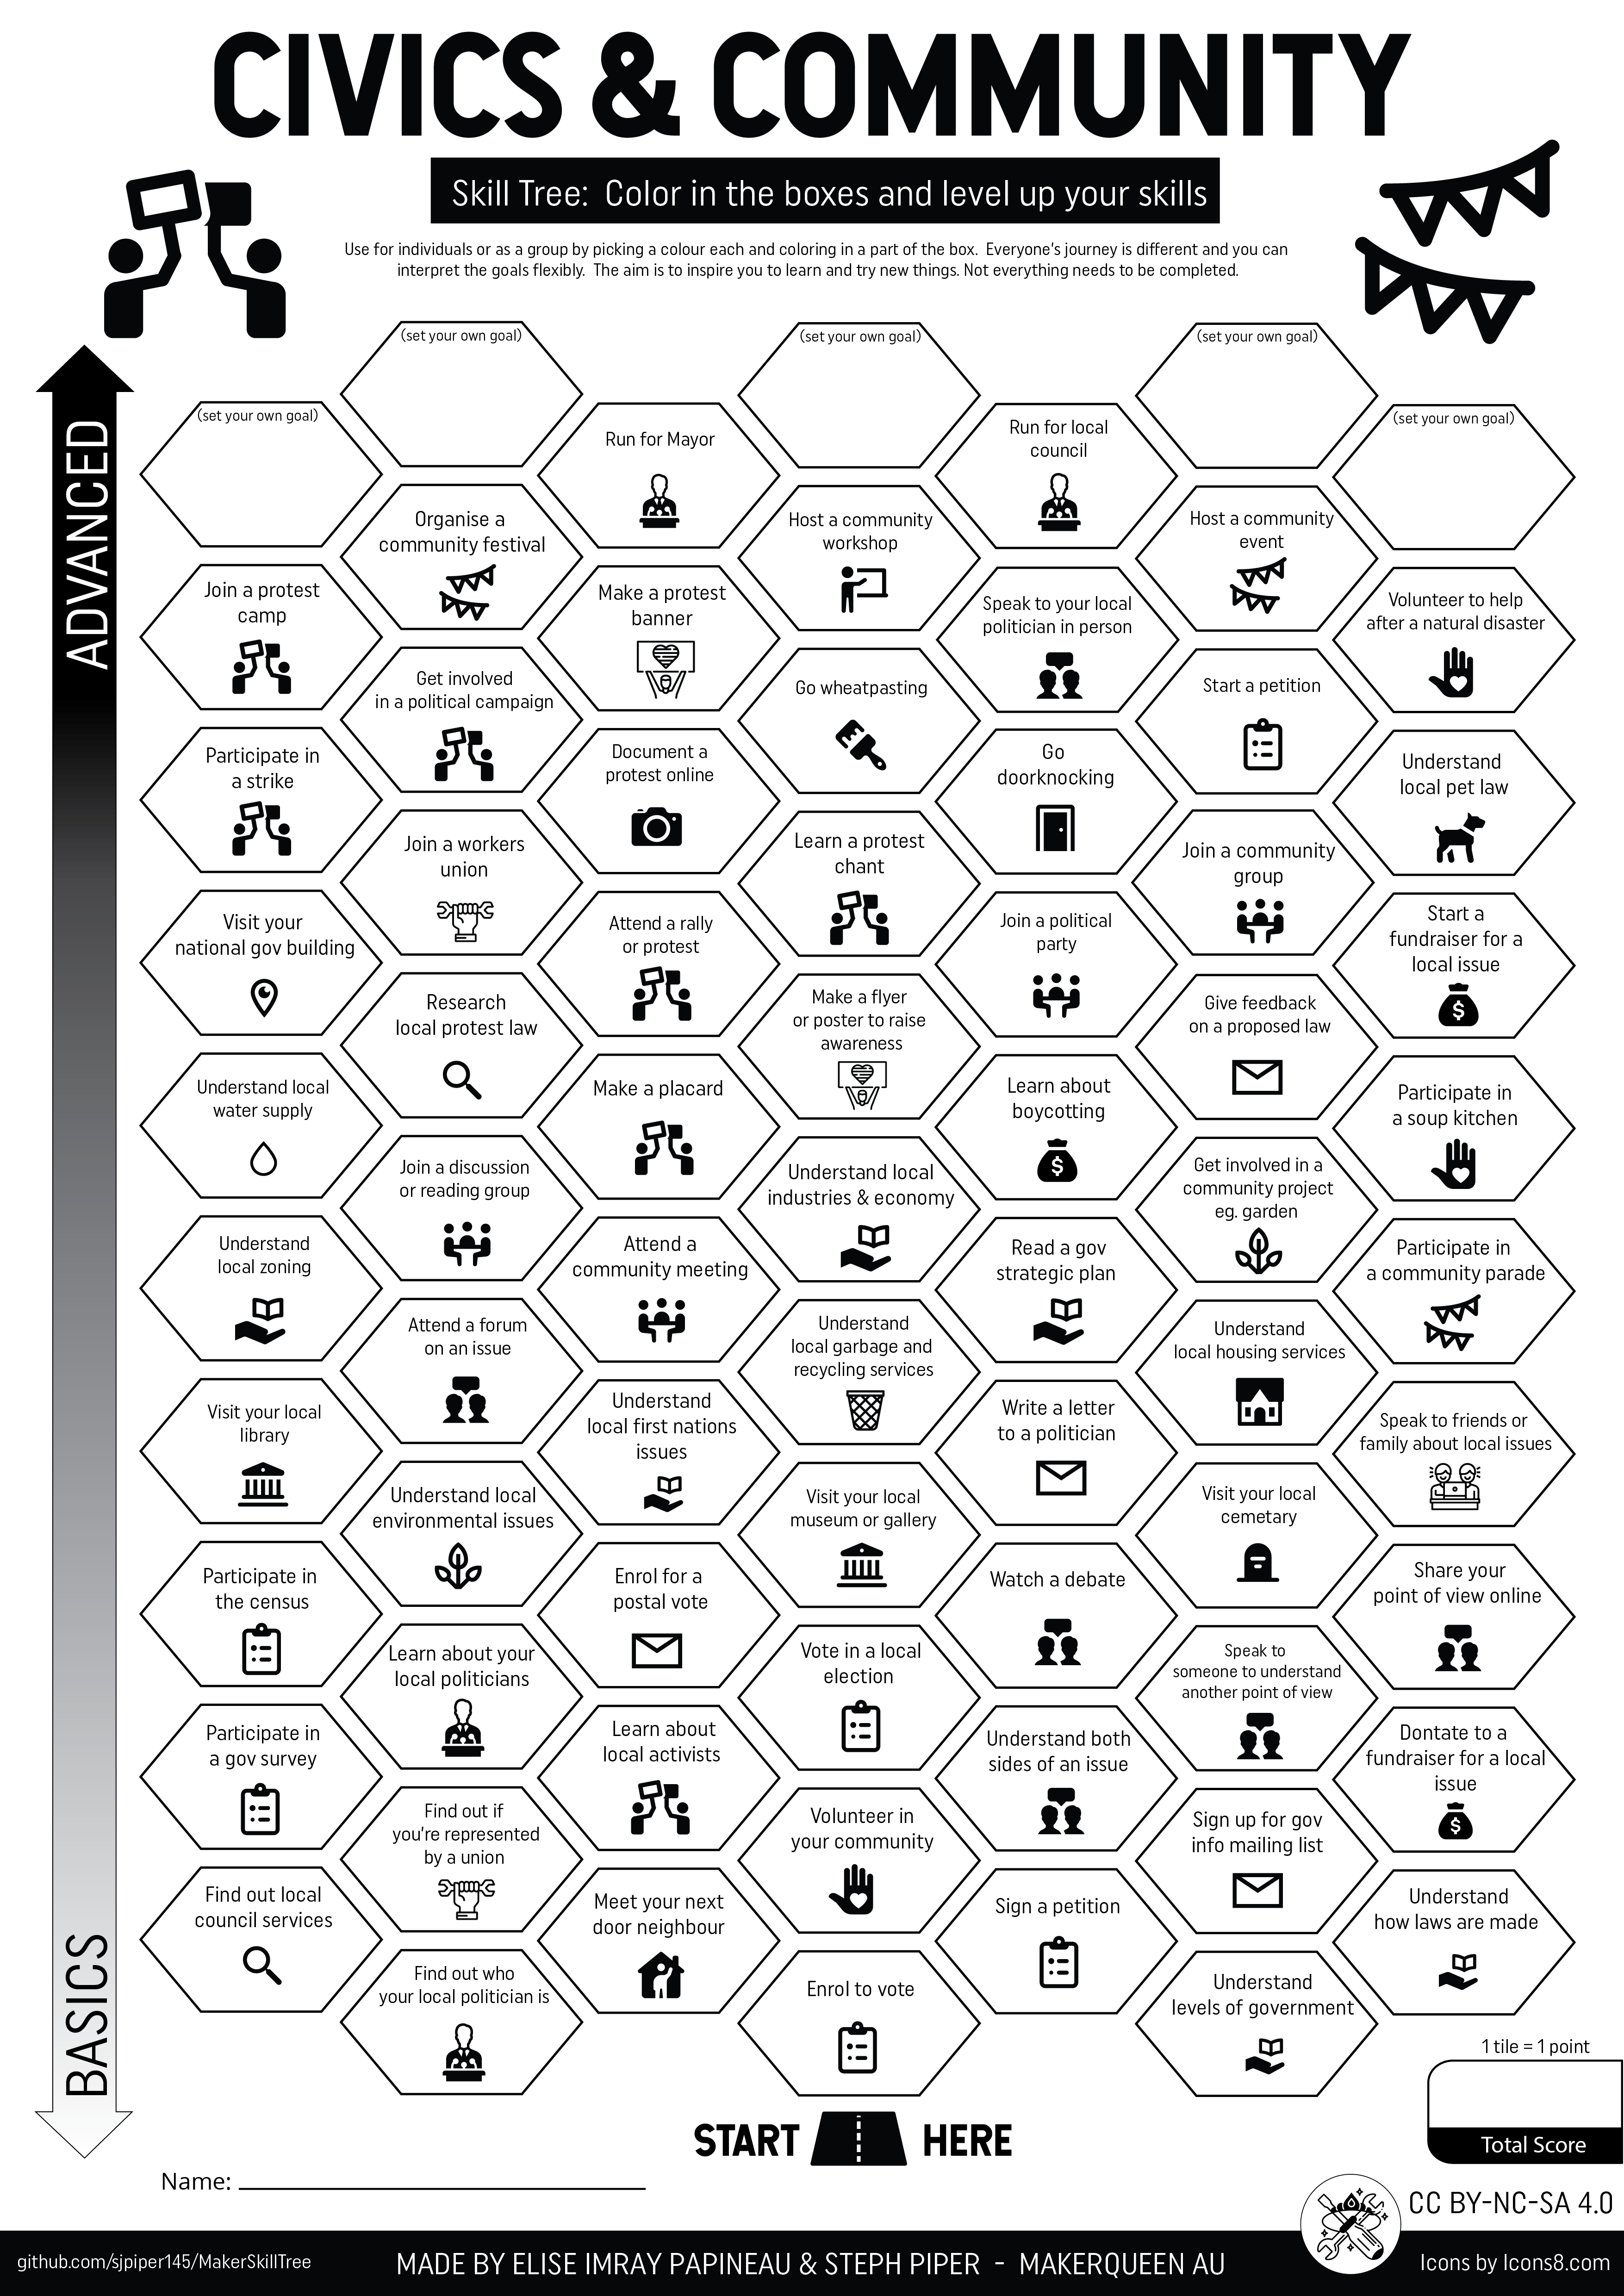 CIVICS & COMMUNITY
Skill Tree: Color in the boxes and level up your skills
Use for individuals or as a group by picking a colour each and coloring in a part of the box. Everyone's journey is different and you can
interpret the goals flexibly. The aim is to inspire you to learn and try new things. Not everything needs to be completed.
ADVANCED
BASICS
(set your own goal)
(set your own goal)
(set your own goal)
(set your own goal)
Run for Mayor
Run for local
council
(set your own goal)
Organise a
community festival
Host a community
workshop
Host a community
event
Join a protest
camp
Make a protest
banner
Speak to your local
politician in person
Volunteer to help
after a natural disaster
Get involved
in a political campaign
Go wheatpasting
Start a petition
Participate in
a strike
Document a
protest online
Go
doorknocking
Understand
local pet law
Join a workers
union
Learn a protest
chant
Join a community
group
Visit your
national gov building
Attend a rally
or protest
Join a political
party
Start a
fundraiser for a
local issue
Research
local protest law
Make a flyer
or poster to raise
awareness
Give feedback
on a proposed law
Understand local
water supply
Make a placard
Learn about
boycotting
Participate in
a soup kitchen
Join a discussion
or reading group
Understand local
industries & economy
Get involved in a
community project
eg. garden
Understand
local zoning
Attend a
community meeting
Read a gov
strategic plan
Participate in
a community parade
Attend a forum
on an issue
Understand
local garbage and
recycling services
Understand
local housing services
Visit your local
library
Understand
local first nations
issues
Write a letter
to a politician
Speak to friends or
family about local issues
Understand local
environmental issues
Visit your local
museum or gallery
Visit your local
cemetary
Participate in
the census
Enrol for a
postal vote
Watch a debate
Share your
point of view online
Learn about your
local politicians
Vote in a local
election
Speak to
someone to understand
another point of view
Participate in
a gov survey
Learn about
local activists
Understand both
sides of an issue
Dontate to a
fundraiser for a local
issue
Find out if
you're represented
by a union
Volunteer in
your community
Sign up for gov
info mailing list
Find out local
council services
Meet your next
door neighbour
Sign a petition
Understand
how laws are made
Find out who
your local politician is
Enrol to vote
Understand
levels of government
1 tile = 1 point
Total Score
START HERE
Name:
CC BY-NC-SA 4.0
github.com/sjpiper145/MakerSkillTree
MADE BY ELISE IMRAY PAPINEAU & STEPH PIPER - MAKERQUEEN AU
Icons by Icons8.com